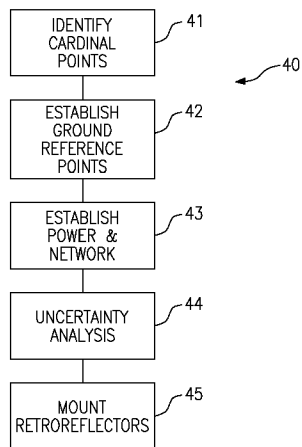 IDENTIFY
CARDINAL
POINTS
41
40
ESTABLISH
GROUND
REFERENCE
POINTS
42
ESTABLISH
POWER &
NETWORK
43
UNCERTAINTY
ANALYSIS
44
MOUNT
RETROREFLECTORS
45